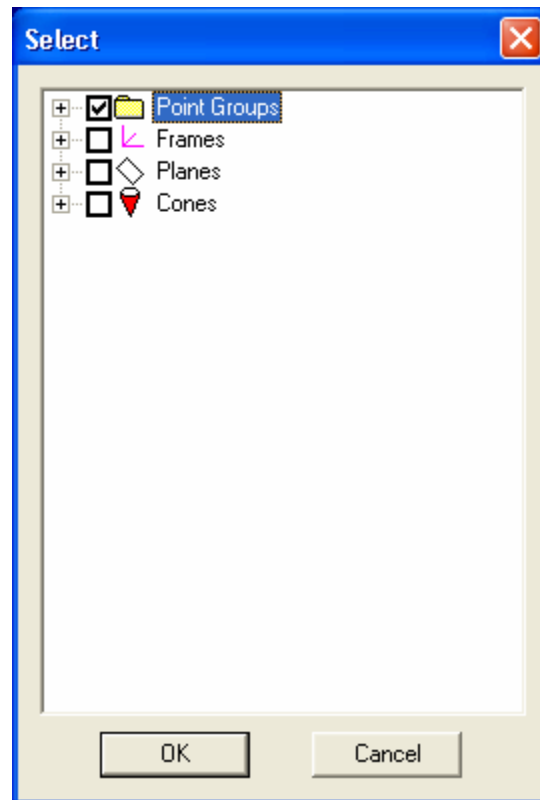 Select
Point Groups
Frames
Planes
Cones
OK Cancel